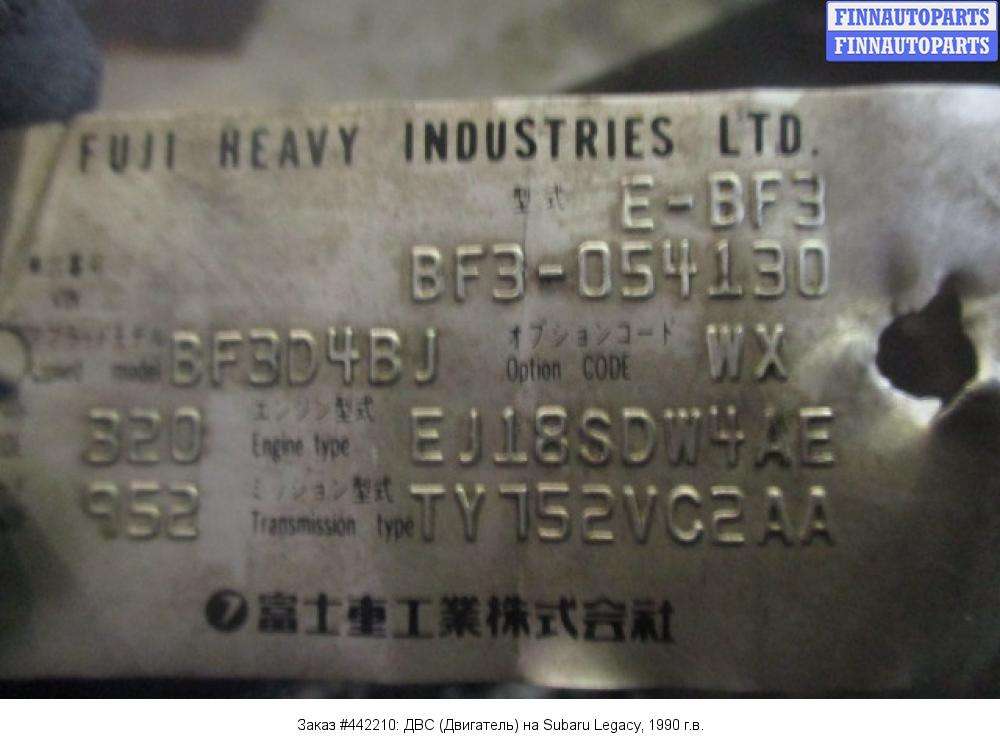 FINNAUTOPARTS
FINNAUTOPARTS
FUJI HEAVY INDUSTRIES LTD.
型式 E-BF3
BF3-054130
model BF3D4BJ オプションコード Option CODE WX
320 エンジン型式 Engine type EJ18SDW4AE
952 ミッション型式 Transmission type TY752VC2AA
富士重工業株式会社
Заказ #442210: ДВС (Двигатель) на Subaru Legacy, 1990 г.в.